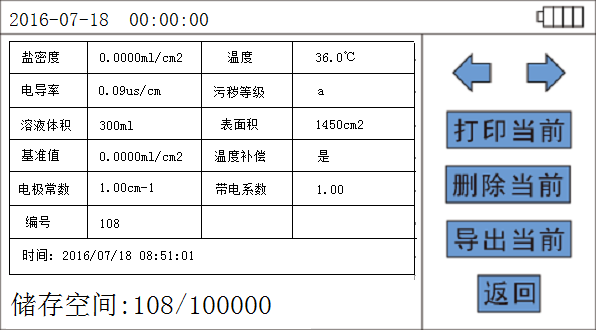 2016-07-18 00:00:00
盐密度 0.0000ml/cm2 温度 36.0℃
电导率 0.09us/cm 污秽等级 a
溶液体积 300ml 表面积 1450cm2
基准值 0.0000ml/cm2 温度补偿 是
电极常数 1.00cm-1 带电系数 1.00
编号 108
时间: 2016/07/18 08:51:01
储存空间:108/100000
打印当前
删除当前
导出当前
返回